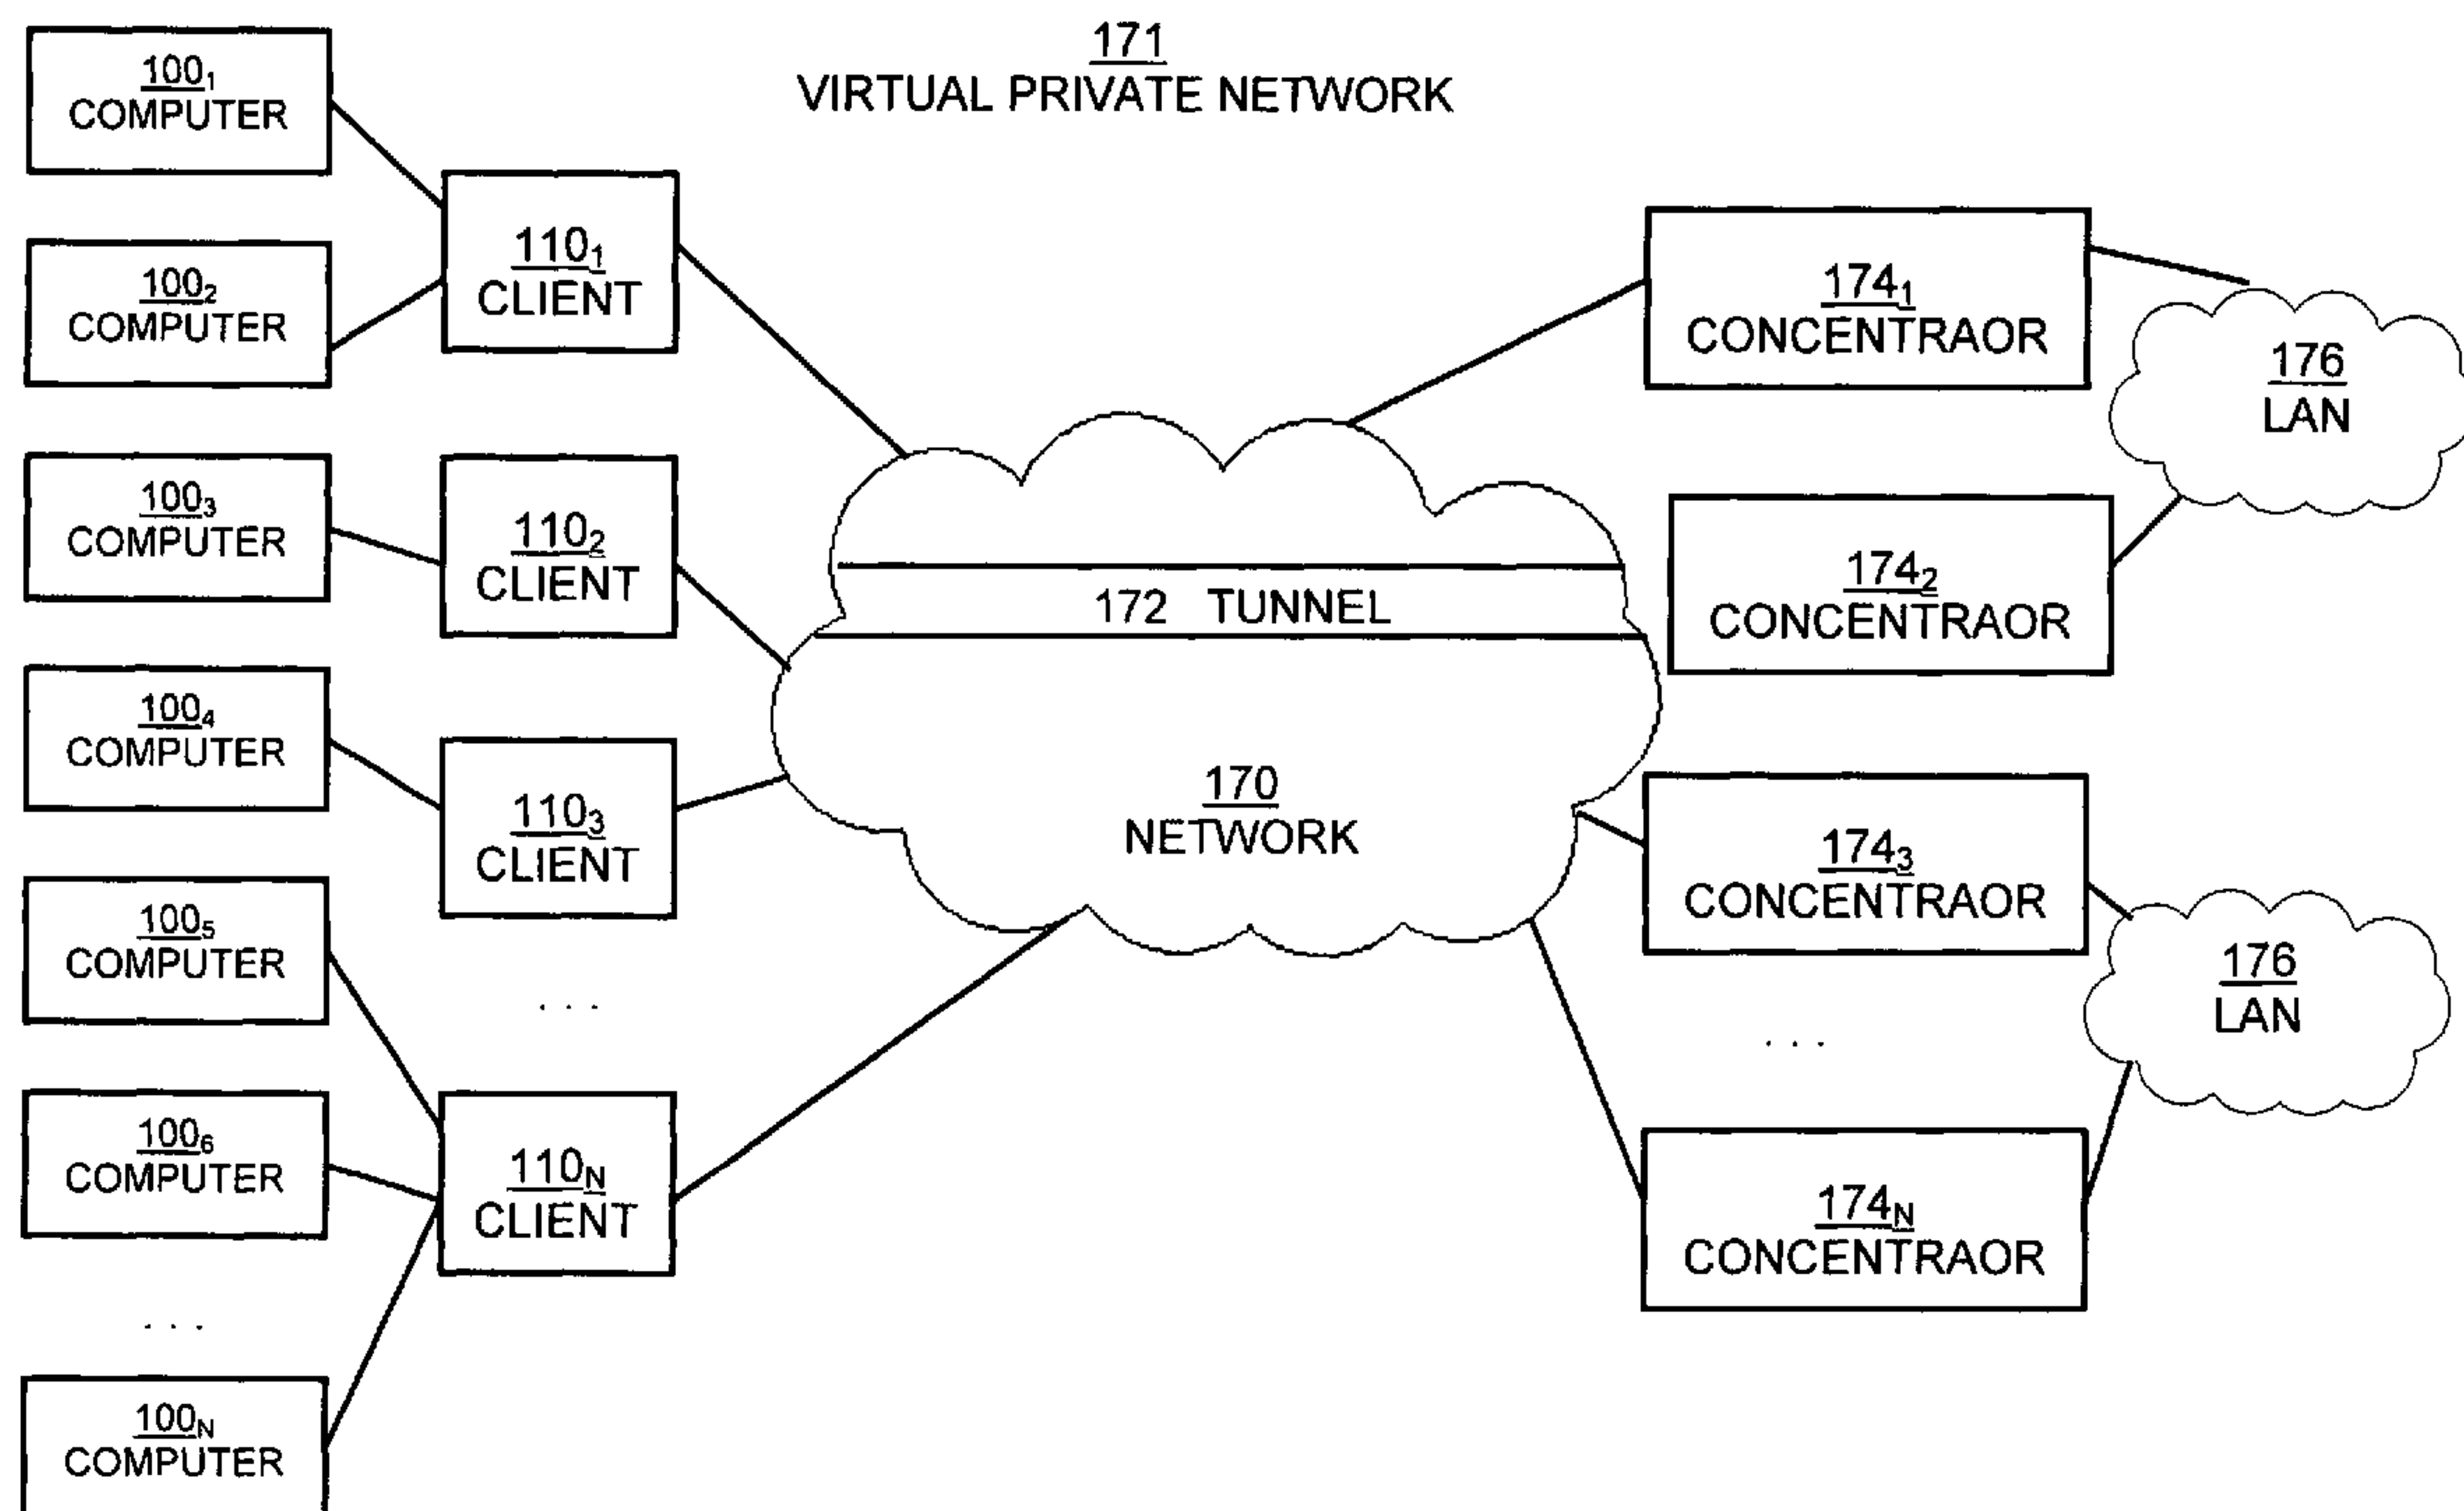 171
VIRTUAL PRIVATE NETWORK
100₁
COMPUTER
100₂
COMPUTER
100₃
COMPUTER
100₄
COMPUTER
100₅
COMPUTER
100₆
COMPUTER
. . .
100N
COMPUTER
110₁
CLIENT
110₂
CLIENT
110₃
CLIENT
. . .
110N
CLIENT
172 TUNNEL
170
NETWORK
174₁
CONCENTRAOR
174₂
CONCENTRAOR
174₃
CONCENTRAOR
. . .
174N
CONCENTRAOR
176
LAN
176
LAN